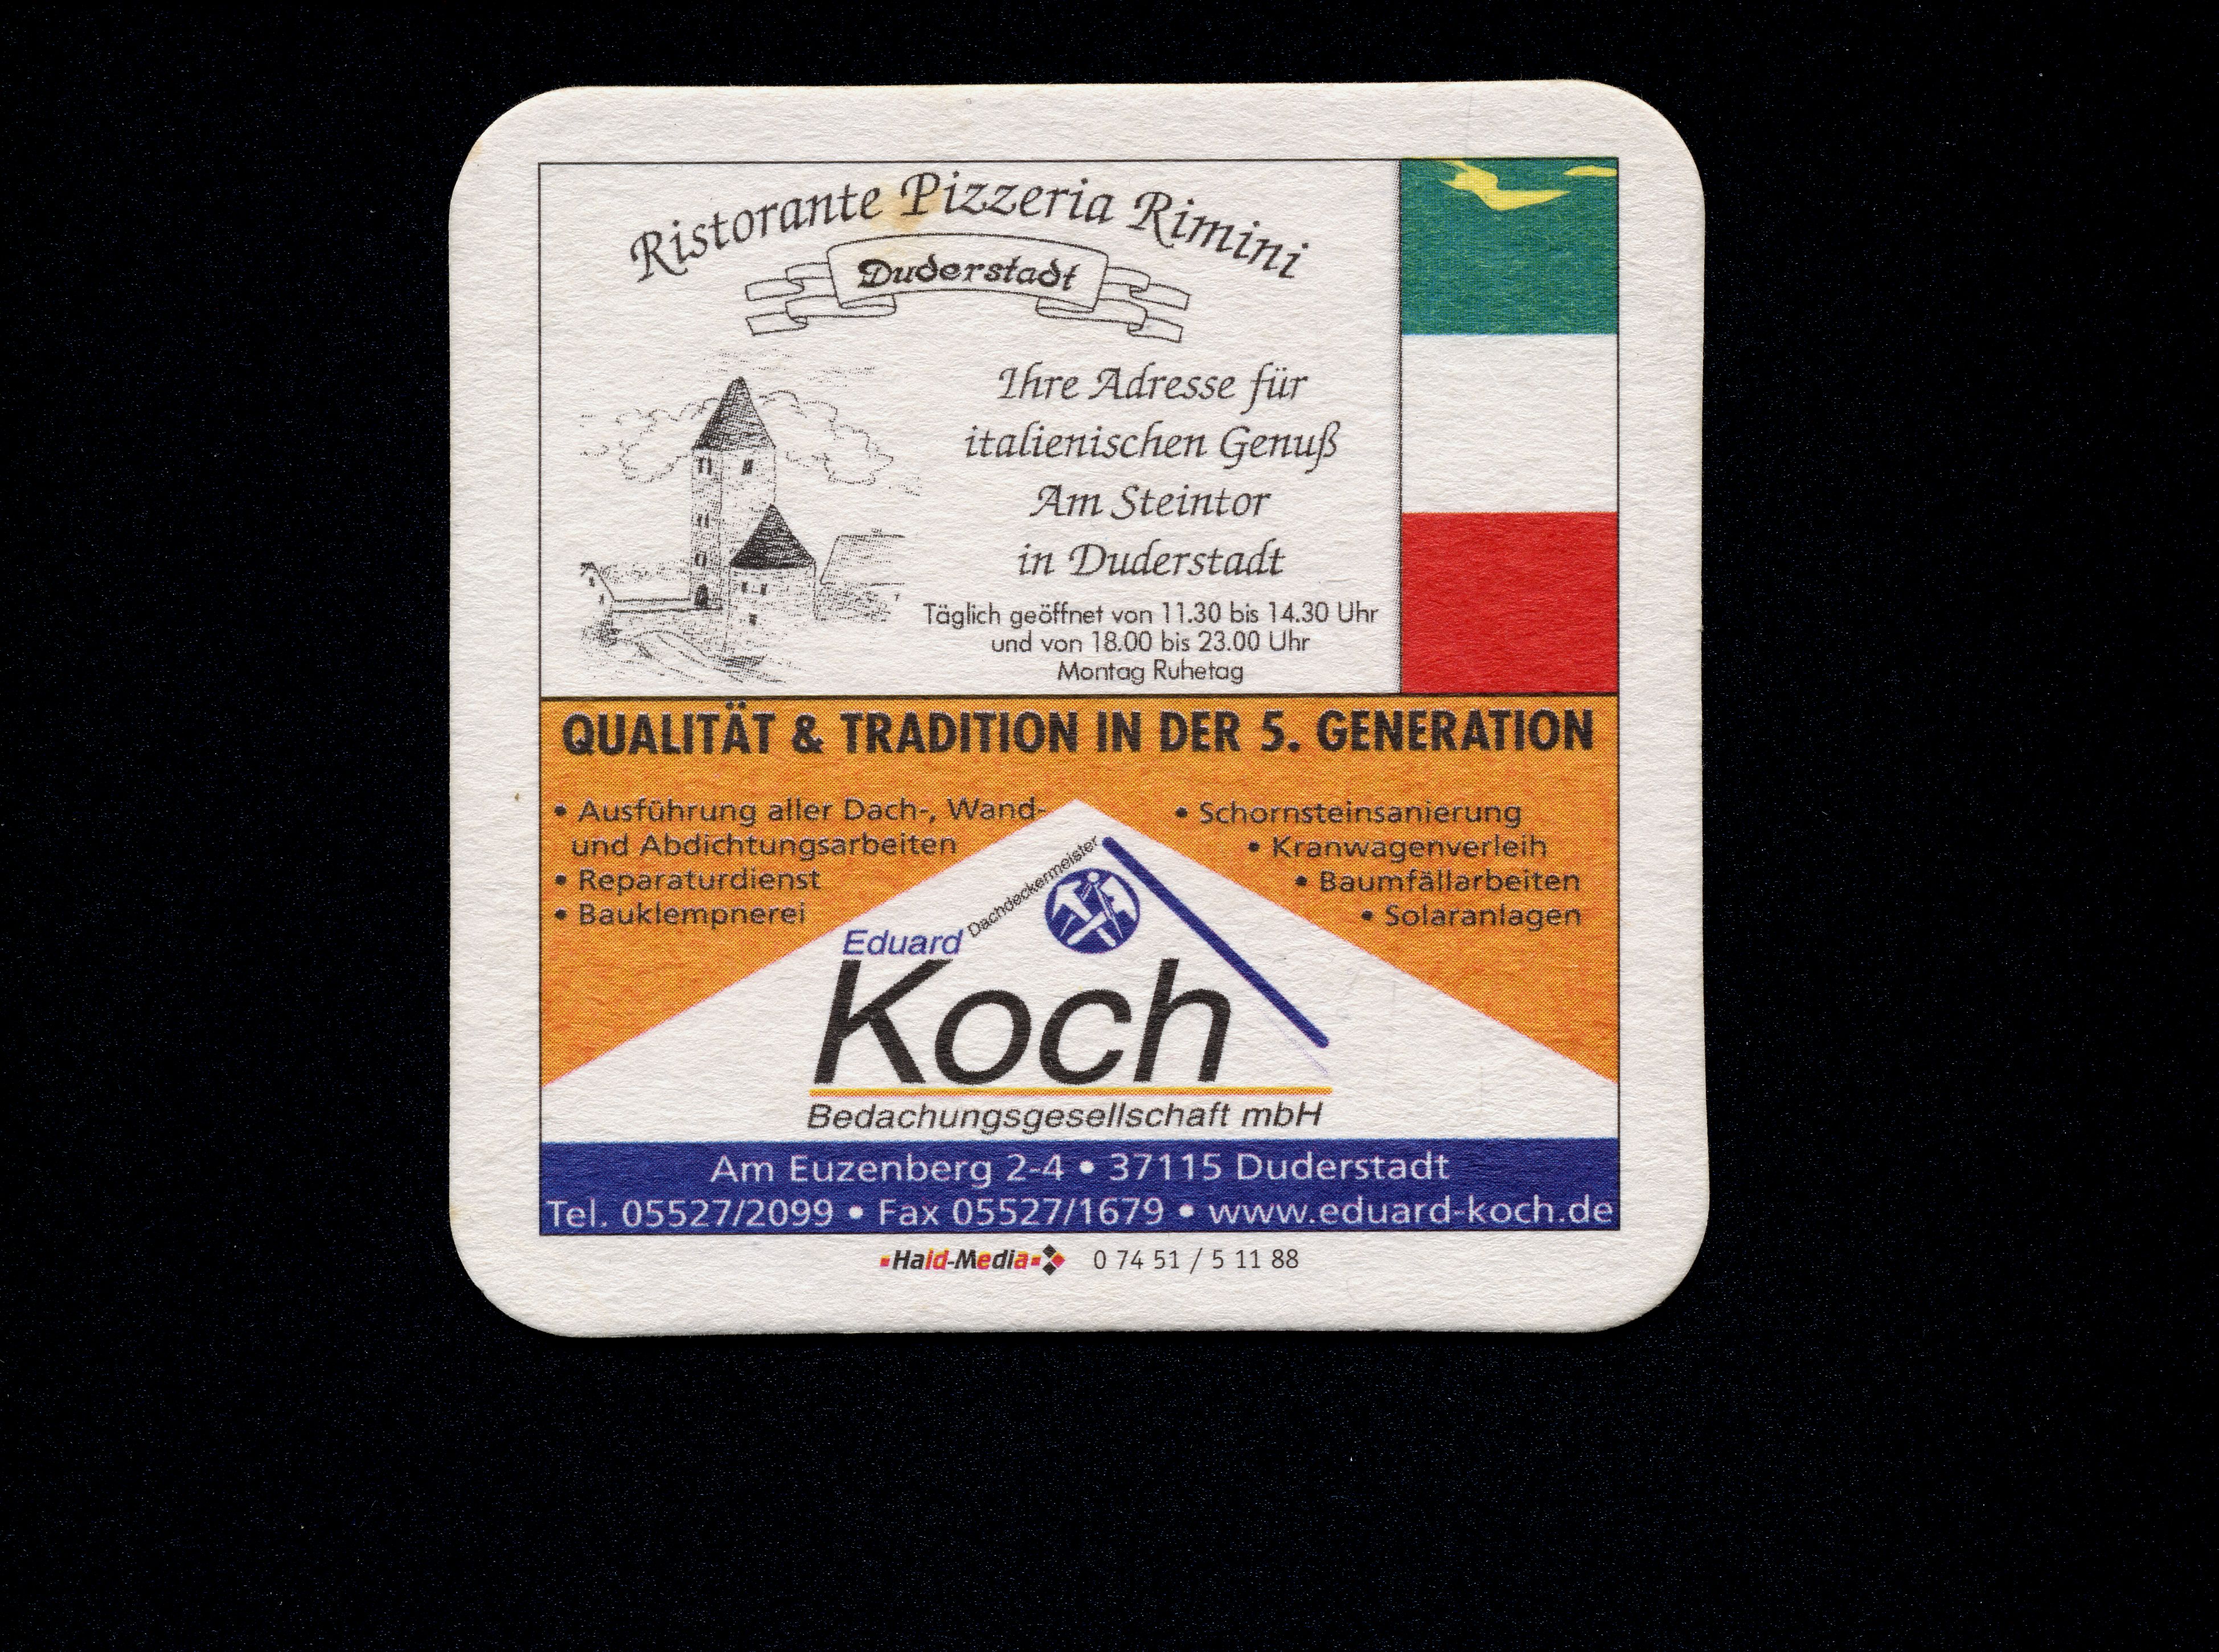 Ristorante Pizzeria Rimini
Duderstadt
Ihre Adresse für
italienischen Genuß
Am Steintor
in Duderstadt
Täglich geöffnet von 11.30 bis 14.30 Uhr
und von 18.00 bis 23.00 Uhr
Montag Ruhetag
QUALITÄT & TRADITION IN DER 5. GENERATION
• Ausführung aller Dach-, Wand-
und Abdichtungsarbeiten
• Reparaturdienst
• Bauklempnerei
• Schornsteinsanierung
• Kranwagenverleih
• Baumfällarbeiten
• Solaranlagen
Dachdeckermeister
Eduard
Koch
Bedachungsgesellschaft mbH
Am Euzenberg 2-4 • 37115 Duderstadt
Tel. 05527/2099 • Fax 05527/1679 • www.eduard-koch.de
Haid-Media 0 74 51 / 5 11 88